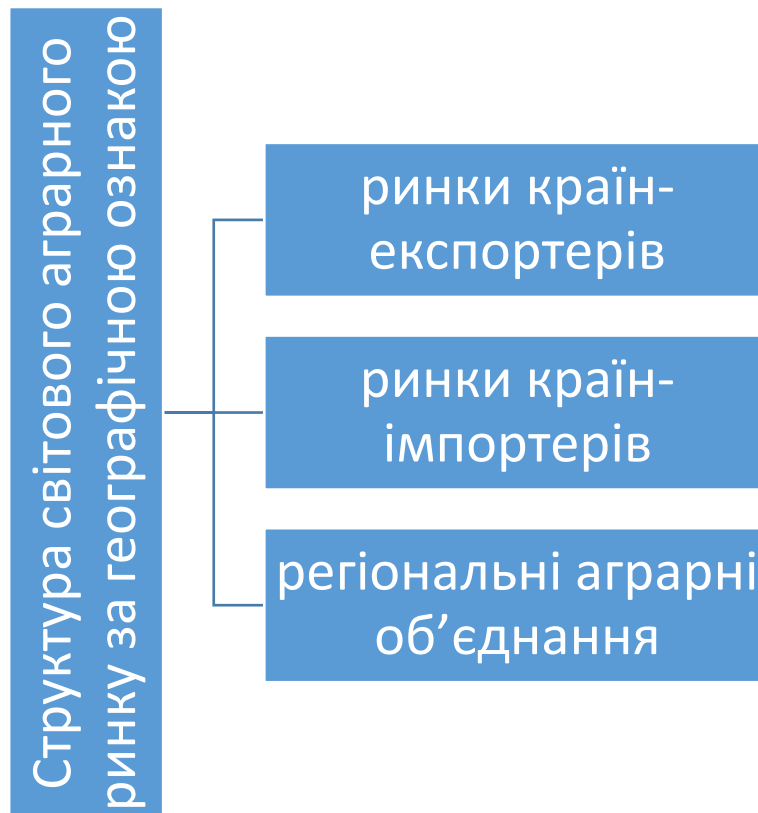 Структура світового аграрного
ринку за географічною ознакою
ринки країн-
експортерів
ринки країн-
імпортерів
регіональні аграрні
об’єднання